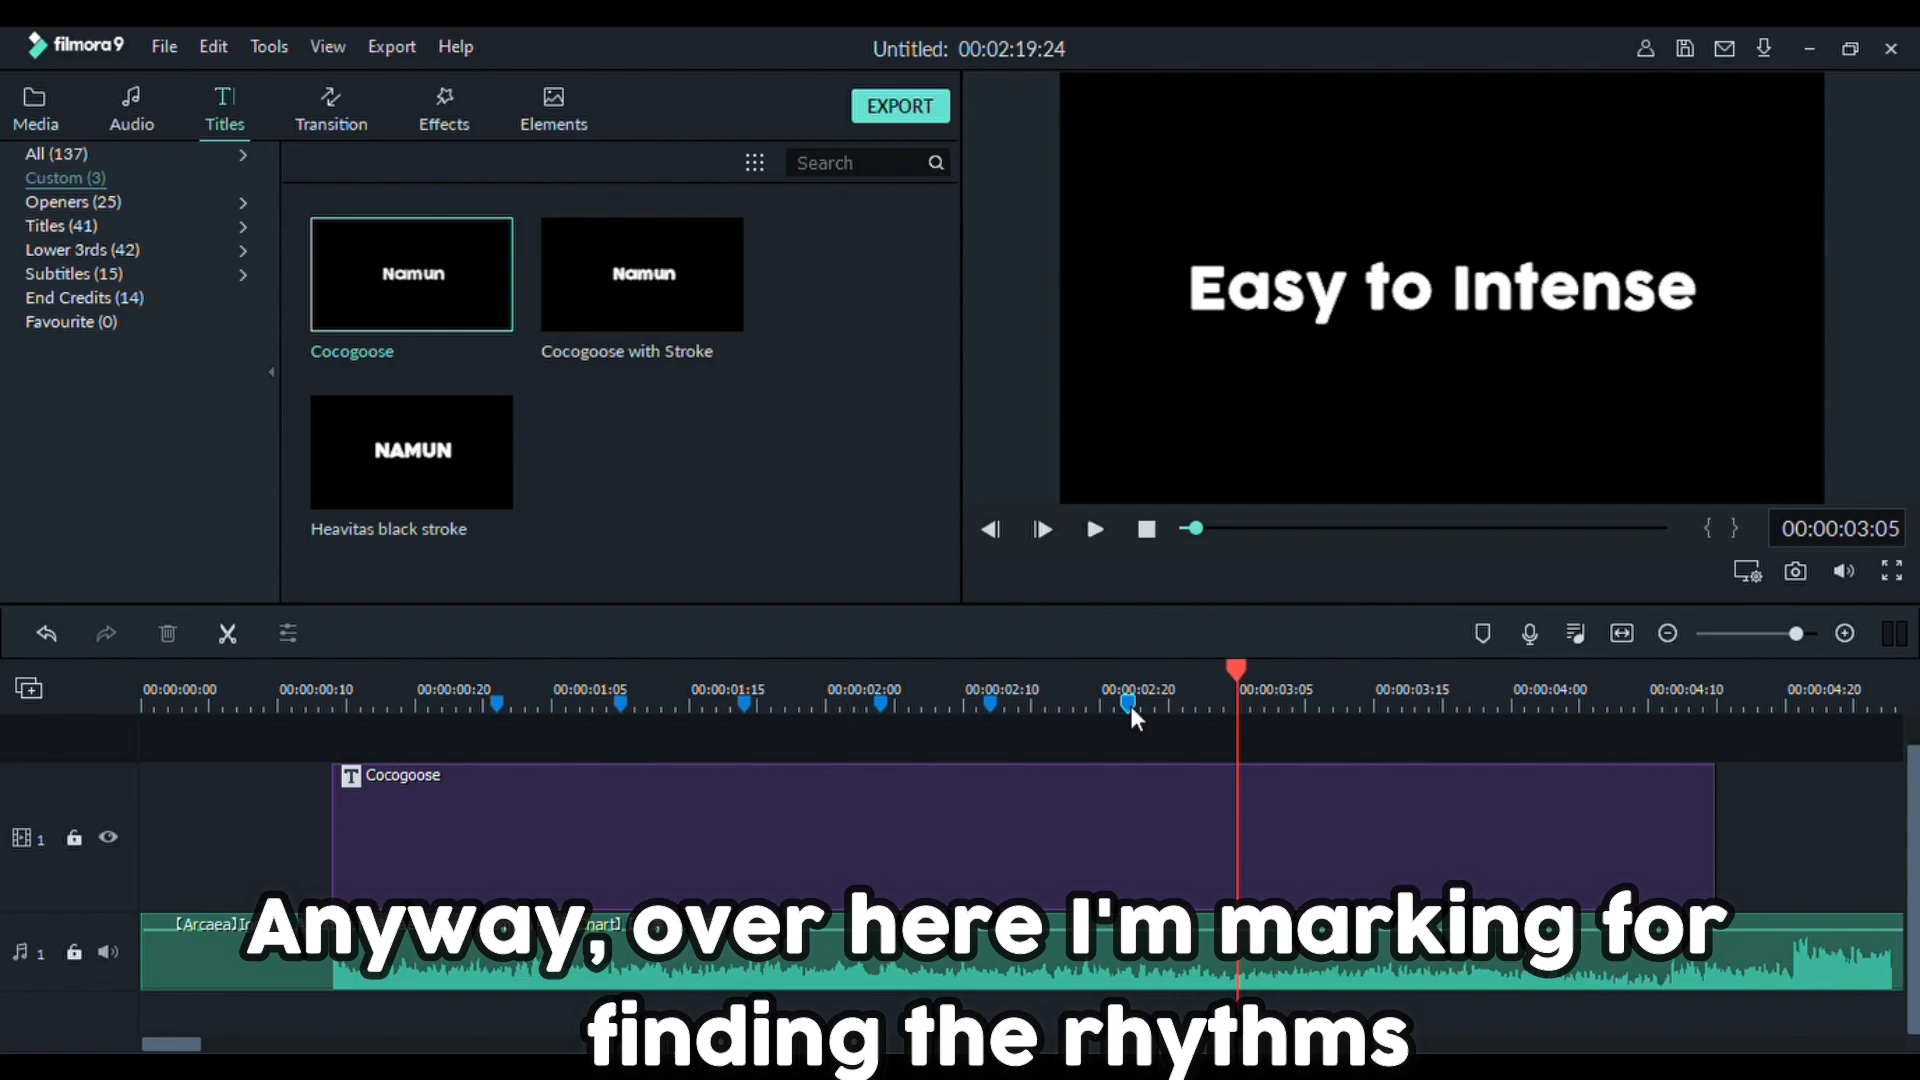 filmora9 File Edit Tools View Export Help Untitled: 00:02:19:24
Media Audio Titles Transition Effects Elements EXPORT
All (137)
Custom (3)
Openers (25)
Titles (41)
Lower 3rds (42)
Subtitles (15)
End Credits (14)
Favourite (0)
Search
Namun Namun
Cocogoose Cocogoose with Stroke
NAMUN
Heavitas black stroke
Easy to Intense
{ } 00:00:03:05
00:00:00:00 00:00:00:10 00:00:00:20 00:00:01:05 00:00:01:15 00:00:02:00 00:00:02:10 00:00:02:20 00:00:03:05 00:00:03:15 00:00:04:00 00:00:04:10 00:00:04:20
T Cocogoose
1
【Arcaea】
1
Anyway, over here I'm marking for
finding the rhythms